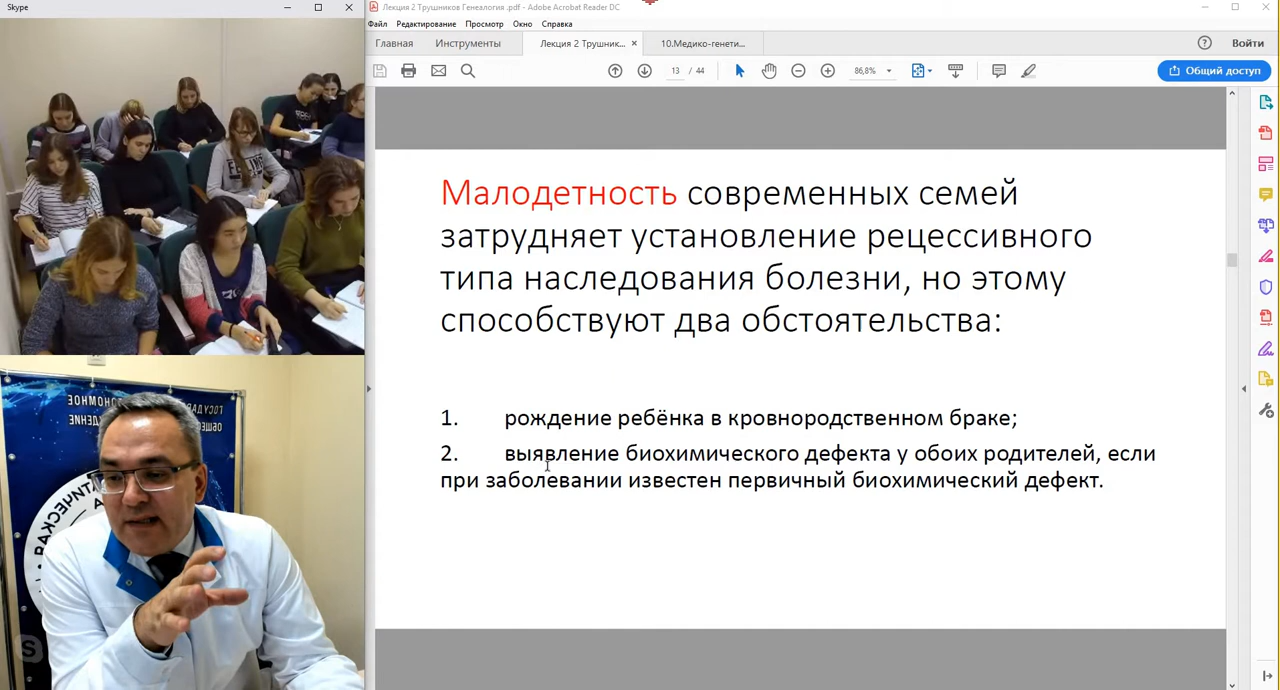 Skype
Лекция 2 Трушников Генеалогия .pdf - Adobe Acrobat Reader DC
Файл Редактирование Просмотр Окно Справка
Главная Инструменты Лекция 2 Трушник... × 10.Медико-генети... Войти
13 / 44 86,8% Общий доступ
Малодетность современных семей
затрудняет установление рецессивного
типа наследования болезни, но этому
способствуют два обстоятельства:
1. рождение ребёнка в кровнородственном браке;
2. выявление биохимического дефекта у обоих родителей, если
при заболевании известен первичный биохимический дефект.